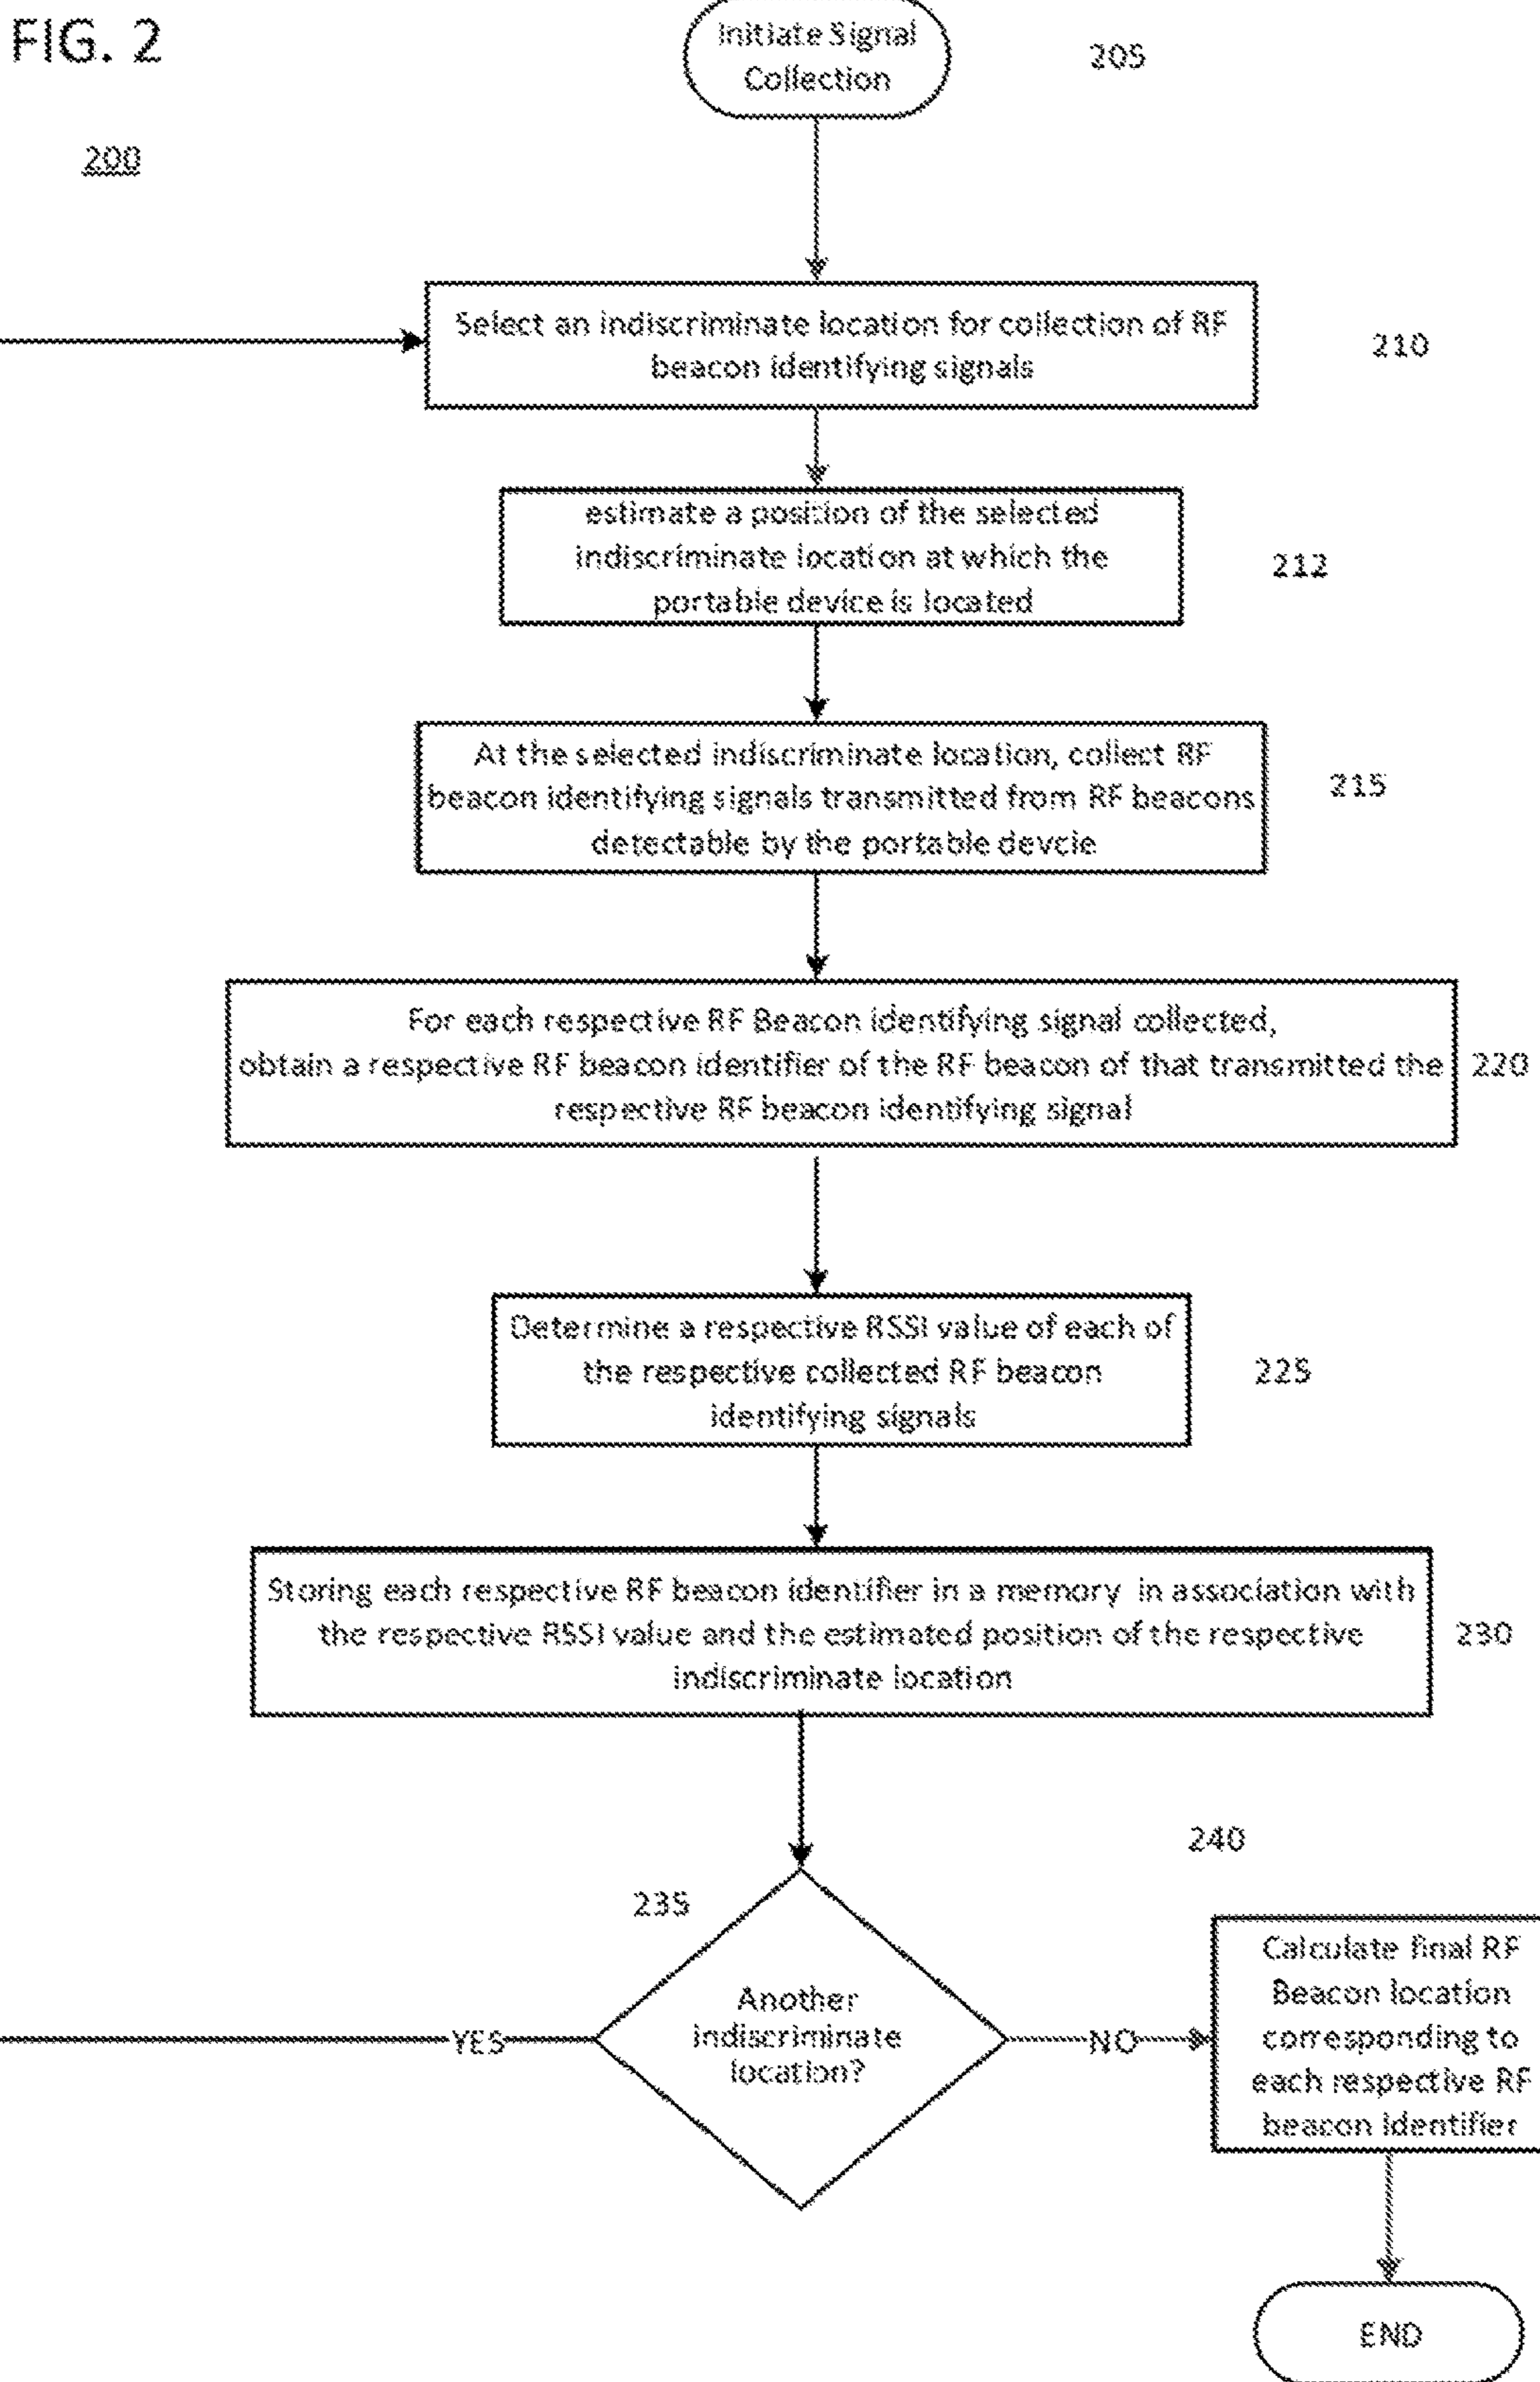 FIG. 2
Initiate Signal
Collection
205
200
Select an indiscriminate location for collection of RF
beacon identifying signals
210
estimate a position of the selected
indiscriminate location at which the
portable device is located
212
At the selected indiscriminate location, collect RF
beacon identifying signals transmitted from RF beacons
detectable by the portable devcie
215
For each respective RF Beacon identifying signal collected,
obtain a respective RF beacon identifier of the RF beacon of that transmitted the
respective RF beacon identifying signal
220
Determine a respective RSSI value of each of
the respective collected RF beacon
identifying signals
225
Storing each respective RF beacon identifier in a memory in association with
the respective RSSI value and the estimated position of the respective
indiscriminate location
230
240
235
Another
indiscriminate
location?
YES
NO
Calculate final RF
Beacon location
corresponding to
each respective RF
beacon identifier
END